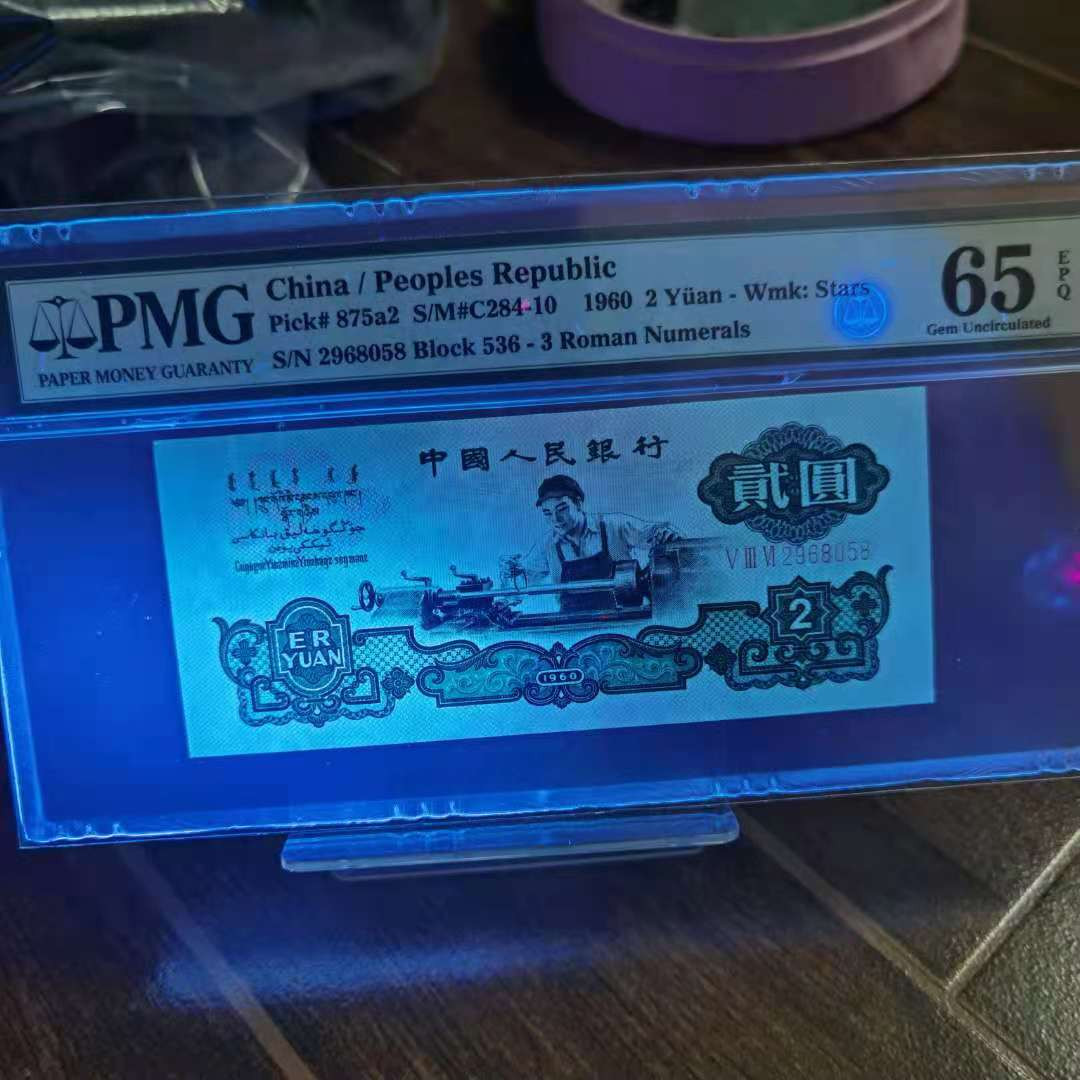 PMG
PAPER MONEY GUARANTY
China / Peoples Republic
Pick# 875a2 S/M#C284-10 1960 2 Yüan - Wmk: Stars
S/N 2968058 Block 536 - 3 Roman Numerals
65 EPQ
Gem Uncirculated
中國人民銀行
貳圓
V III VI 2968058
ER
YUAN
1960
2